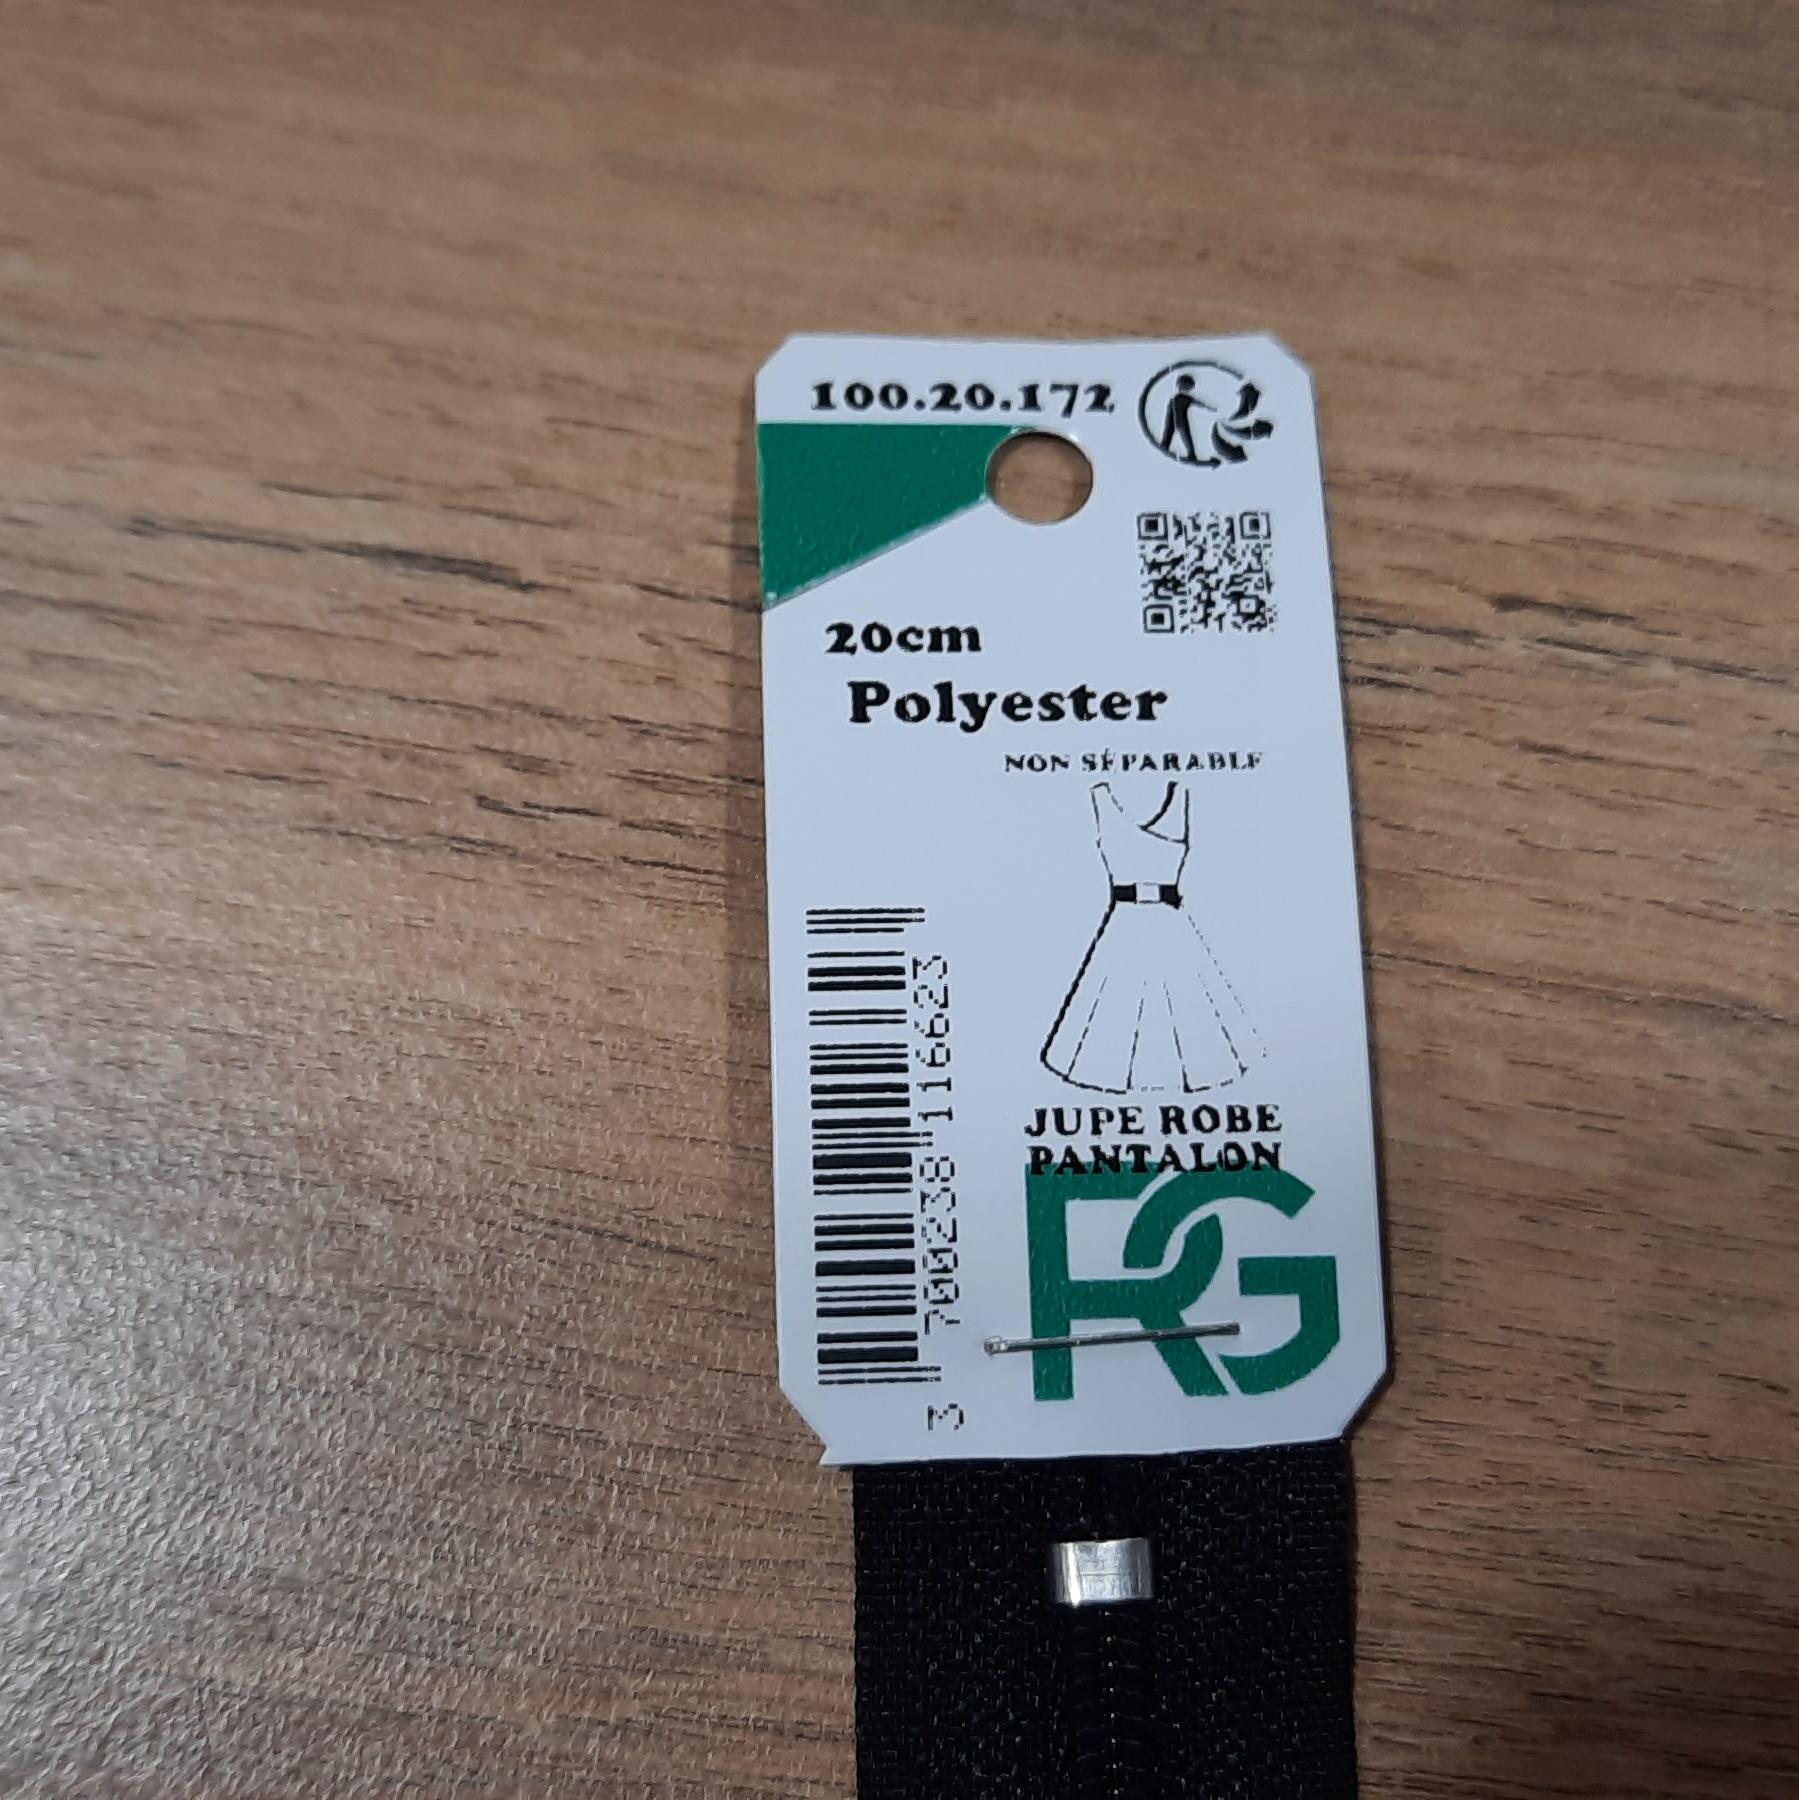 100.20.172
20cm
Polyester
NON SÉPARABLE
JUPE ROBE
PANTALON
RG
3 700238 116623